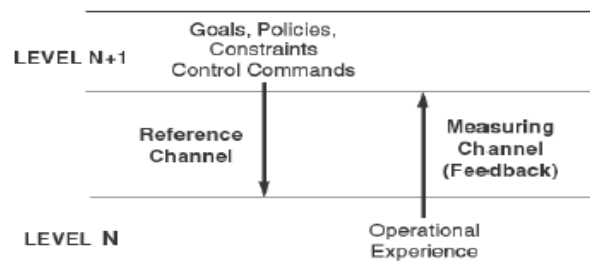 Goals, Policies,
Constraints
Control Commands
LEVEL N+1
Reference
Channel
Measuring
Channel
(Feedback)
Operational
Experience
LEVEL N